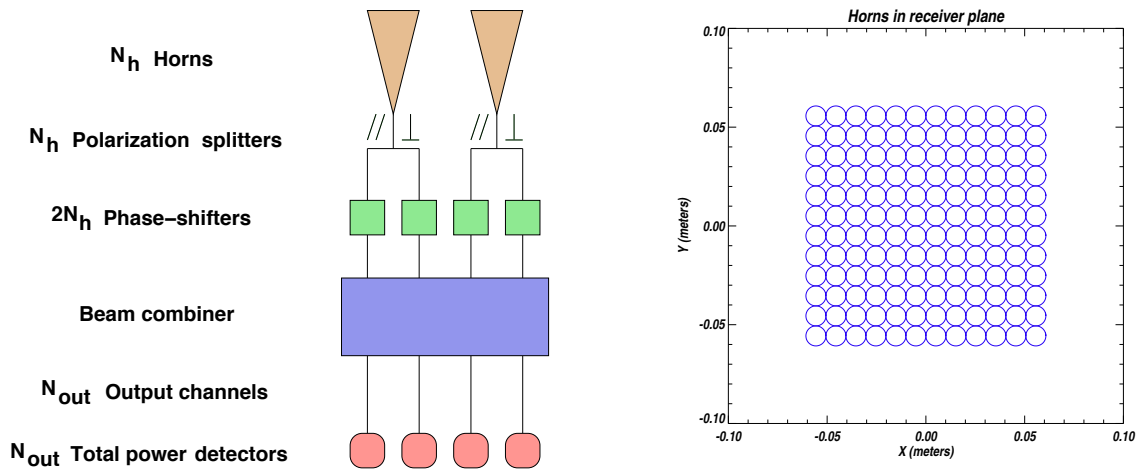 N_h Horns
// ⊥ // ⊥
N_h Polarization splitters
2N_h Phase–shifters
Beam combiner
N_out Output channels
N_out Total power detectors
Horns in receiver plane
0.10
0.05
0.00
-0.05
-0.10
Y (meters)
-0.10 -0.05 0.00 0.05 0.10
X (meters)